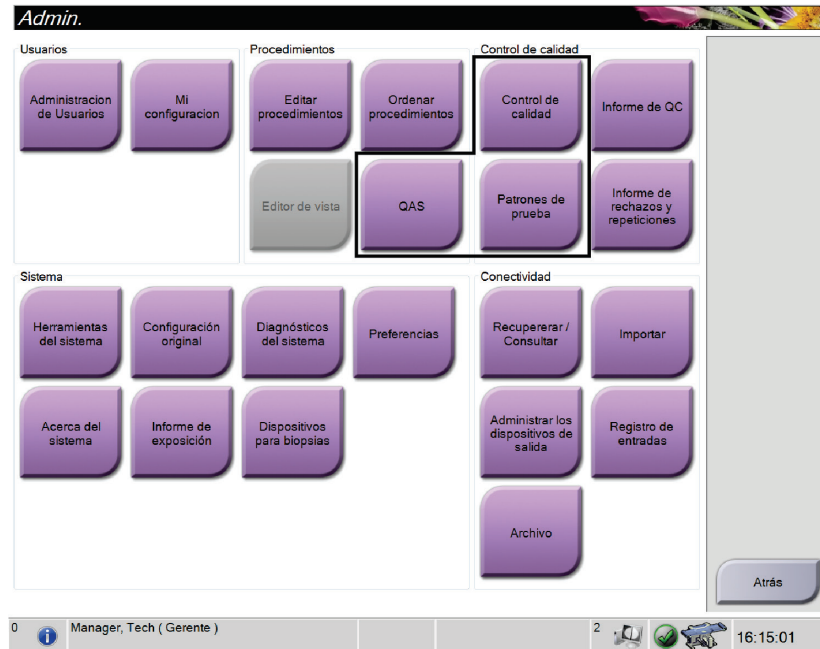 Admin.
Usuarios
Administracion
de Usuarios
Mi
configuracion
Procedimientos
Editar
procedimientos
Ordenar
procedimientos
Editor de vista
QAS
Control de calidad
Control de
calidad
Informe de QC
Patrones de
prueba
Informe de
rechazos y
repeticiones
Sistema
Herramientas
del sistema
Configuración
original
Diagnósticos
del sistema
Preferencias
Acerca del
sistema
Informe de
exposición
Dispositivos
para biopsias
Conectividad
Recupererar /
Consultar
Importar
Administrar los
dispositivos de
salida
Registro de
entradas
Archivo
Atrás
0
Manager, Tech ( Gerente )
2
16:15:01